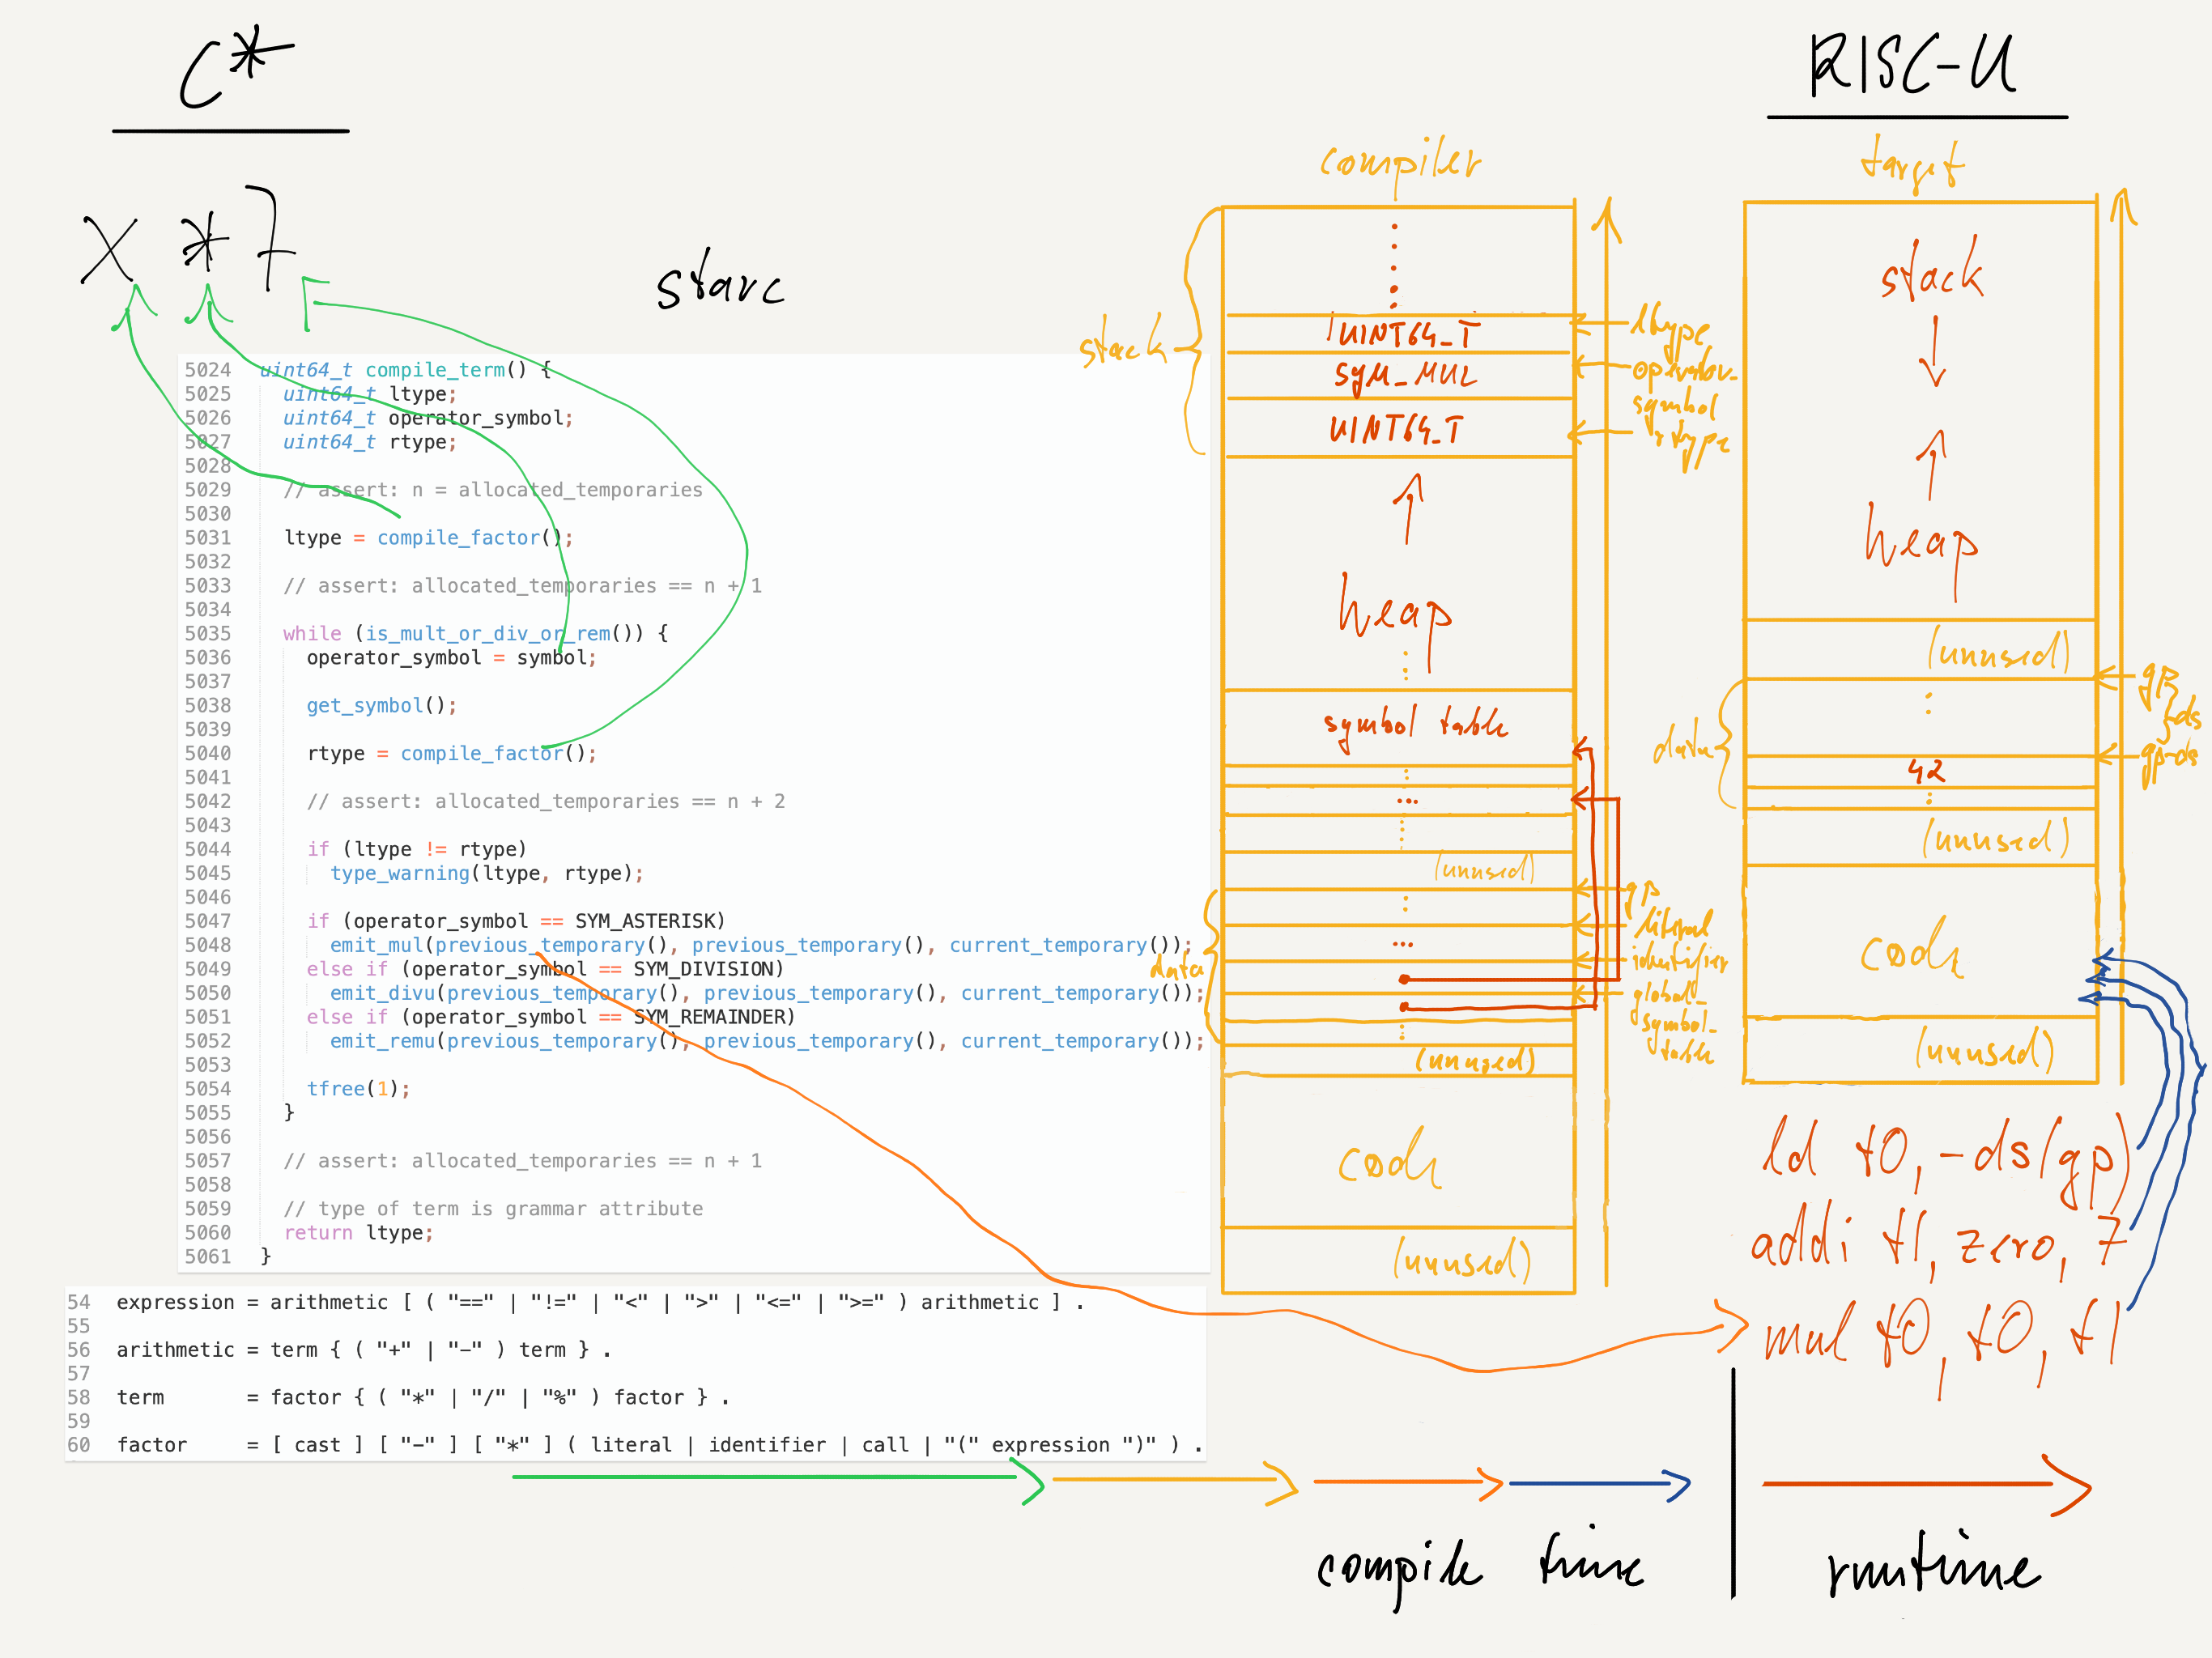 C*
RISC-U
x * 7
starc
5024 uint64_t compile_term() {
5025   uint64_t ltype;
5026   uint64_t operator_symbol;
5027   uint64_t rtype;
5028
5029   // assert: n = allocated_temporaries
5030
5031   ltype = compile_factor();
5032
5033   // assert: allocated_temporaries == n + 1
5034
5035   while (is_mult_or_div_or_rem()) {
5036     operator_symbol = symbol;
5037
5038     get_symbol();
5039
5040     rtype = compile_factor();
5041
5042     // assert: allocated_temporaries == n + 2
5043
5044     if (ltype != rtype)
5045       type_warning(ltype, rtype);
5046
5047     if (operator_symbol == SYM_ASTERISK)
5048       emit_mul(previous_temporary(), previous_temporary(), current_temporary());
5049     else if (operator_symbol == SYM_DIVISION)
5050       emit_divu(previous_temporary(), previous_temporary(), current_temporary());
5051     else if (operator_symbol == SYM_REMAINDER)
5052       emit_remu(previous_temporary(), previous_temporary(), current_temporary());
5053
5054     tfree(1);
5055   }
5056
5057   // assert: allocated_temporaries == n + 1
5058
5059   // type of term is grammar attribute
5060   return ltype;
5061 }
54 expression = arithmetic [ ( "==" | "!=" | "<" | ">" | "<=" | ">=" ) arithmetic ] .
55
56 arithmetic = term { ( "+" | "-" ) term } .
57
58 term       = factor { ( "*" | "/" | "%" ) factor } .
59
60 factor     = [ cast ] [ "-" ] [ "*" ] ( literal | identifier | call | "(" expression ")" ) .
compiler
stack
UINT64_T
SYM_MUL
UINT64_T
ltype
operator_
symbol
rtype
heap
symbol table
...
(unused)
data
...
gp
literal
identifier
global_
symbol_
table
(unused)
code
(unused)
target
stack
heap
(unused)
data
42
gp
-ds
gp-ds
(unused)
code
(unused)
ld t0,-ds(gp)
addi t1, zero, 7
mul t0, t0, t1
compile time
runtime